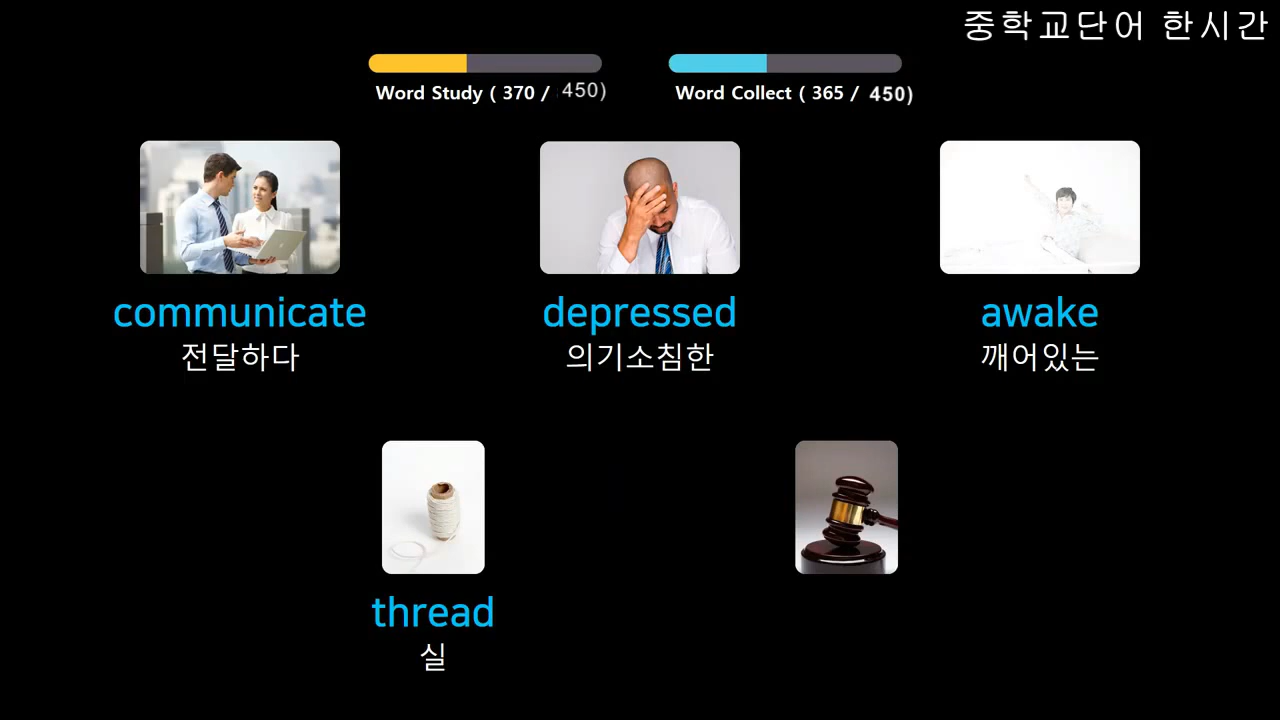 중학교단어 한시간
Word Study ( 370 / 450)
Word Collect ( 365 / 450)
communicate
전달하다
depressed
의기소침한
awake
깨어있는
thread
실